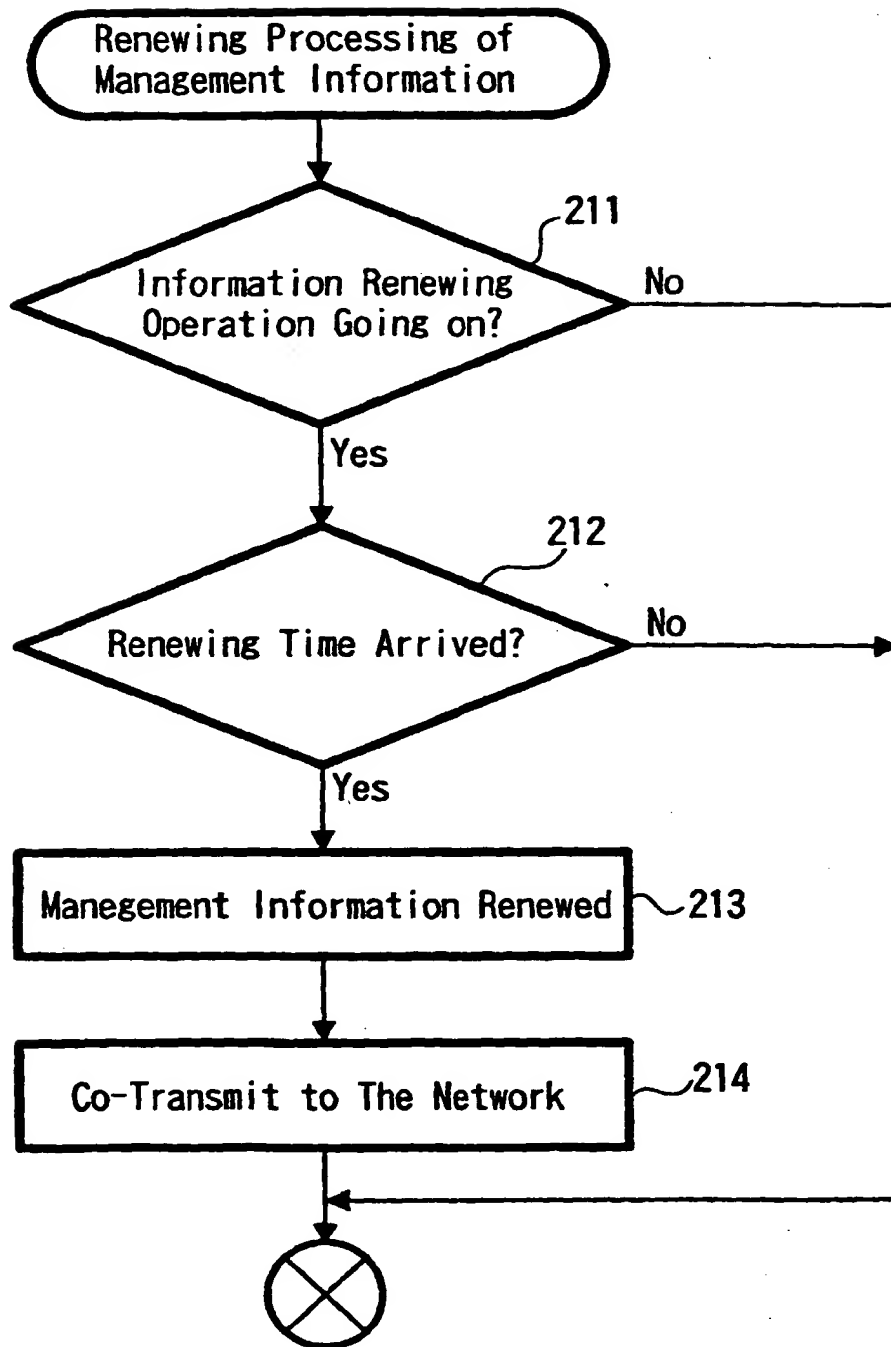 Renewing Processing of
Management Information
211
Information Renewing
Operation Going on?
No
Yes
212
Renewing Time Arrived?
No
Yes
Manegement Information Renewed
213
Co-Transmit to The Network
214